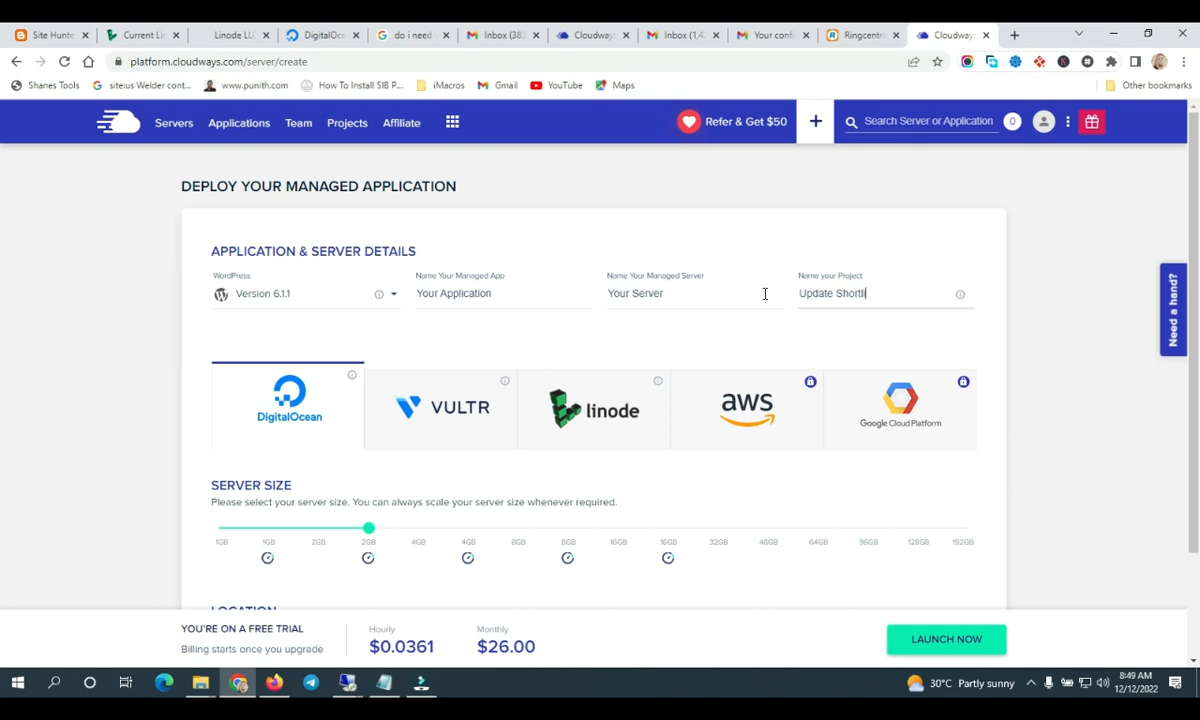 Site Hunte
Current Li
Linode LL
DigitalOce
do i need
Inbox (383
Cloudways
Inbox (1,4
Your confi
Ringcentra
Cloudways
platform.cloudways.com/server/create
Shanes Tools
site:us Welder cont...
www.punith.com
How To Install SIB P...
iMacros
Gmail
YouTube
Maps
Other bookmarks
Servers
Applications
Team
Projects
Affiliate
Refer & Get $50
+
Search Server or Application
0
DEPLOY YOUR MANAGED APPLICATION
APPLICATION & SERVER DETAILS
WordPress
Name Your Managed App
Name Your Managed Server
Name your Project
Version 6.1.1
Your Application
Your Server
Update Shortli
Need a hand?
DigitalOcean
VULTR
linode
aws
Google Cloud Platform
SERVER SIZE
Please select your server size. You can always scale your server size whenever required.
1GB 1GB 2GB 2GB 4GB 4GB 8GB 8GB 16GB 16GB 32GB 48GB 64GB 96GB 128GB 192GB
LOCATION
YOU'RE ON A FREE TRIAL
Billing starts once you upgrade
Hourly
$0.0361
Monthly
$26.00
LAUNCH NOW
30°C Partly sunny
8:49 AM
12/12/2022